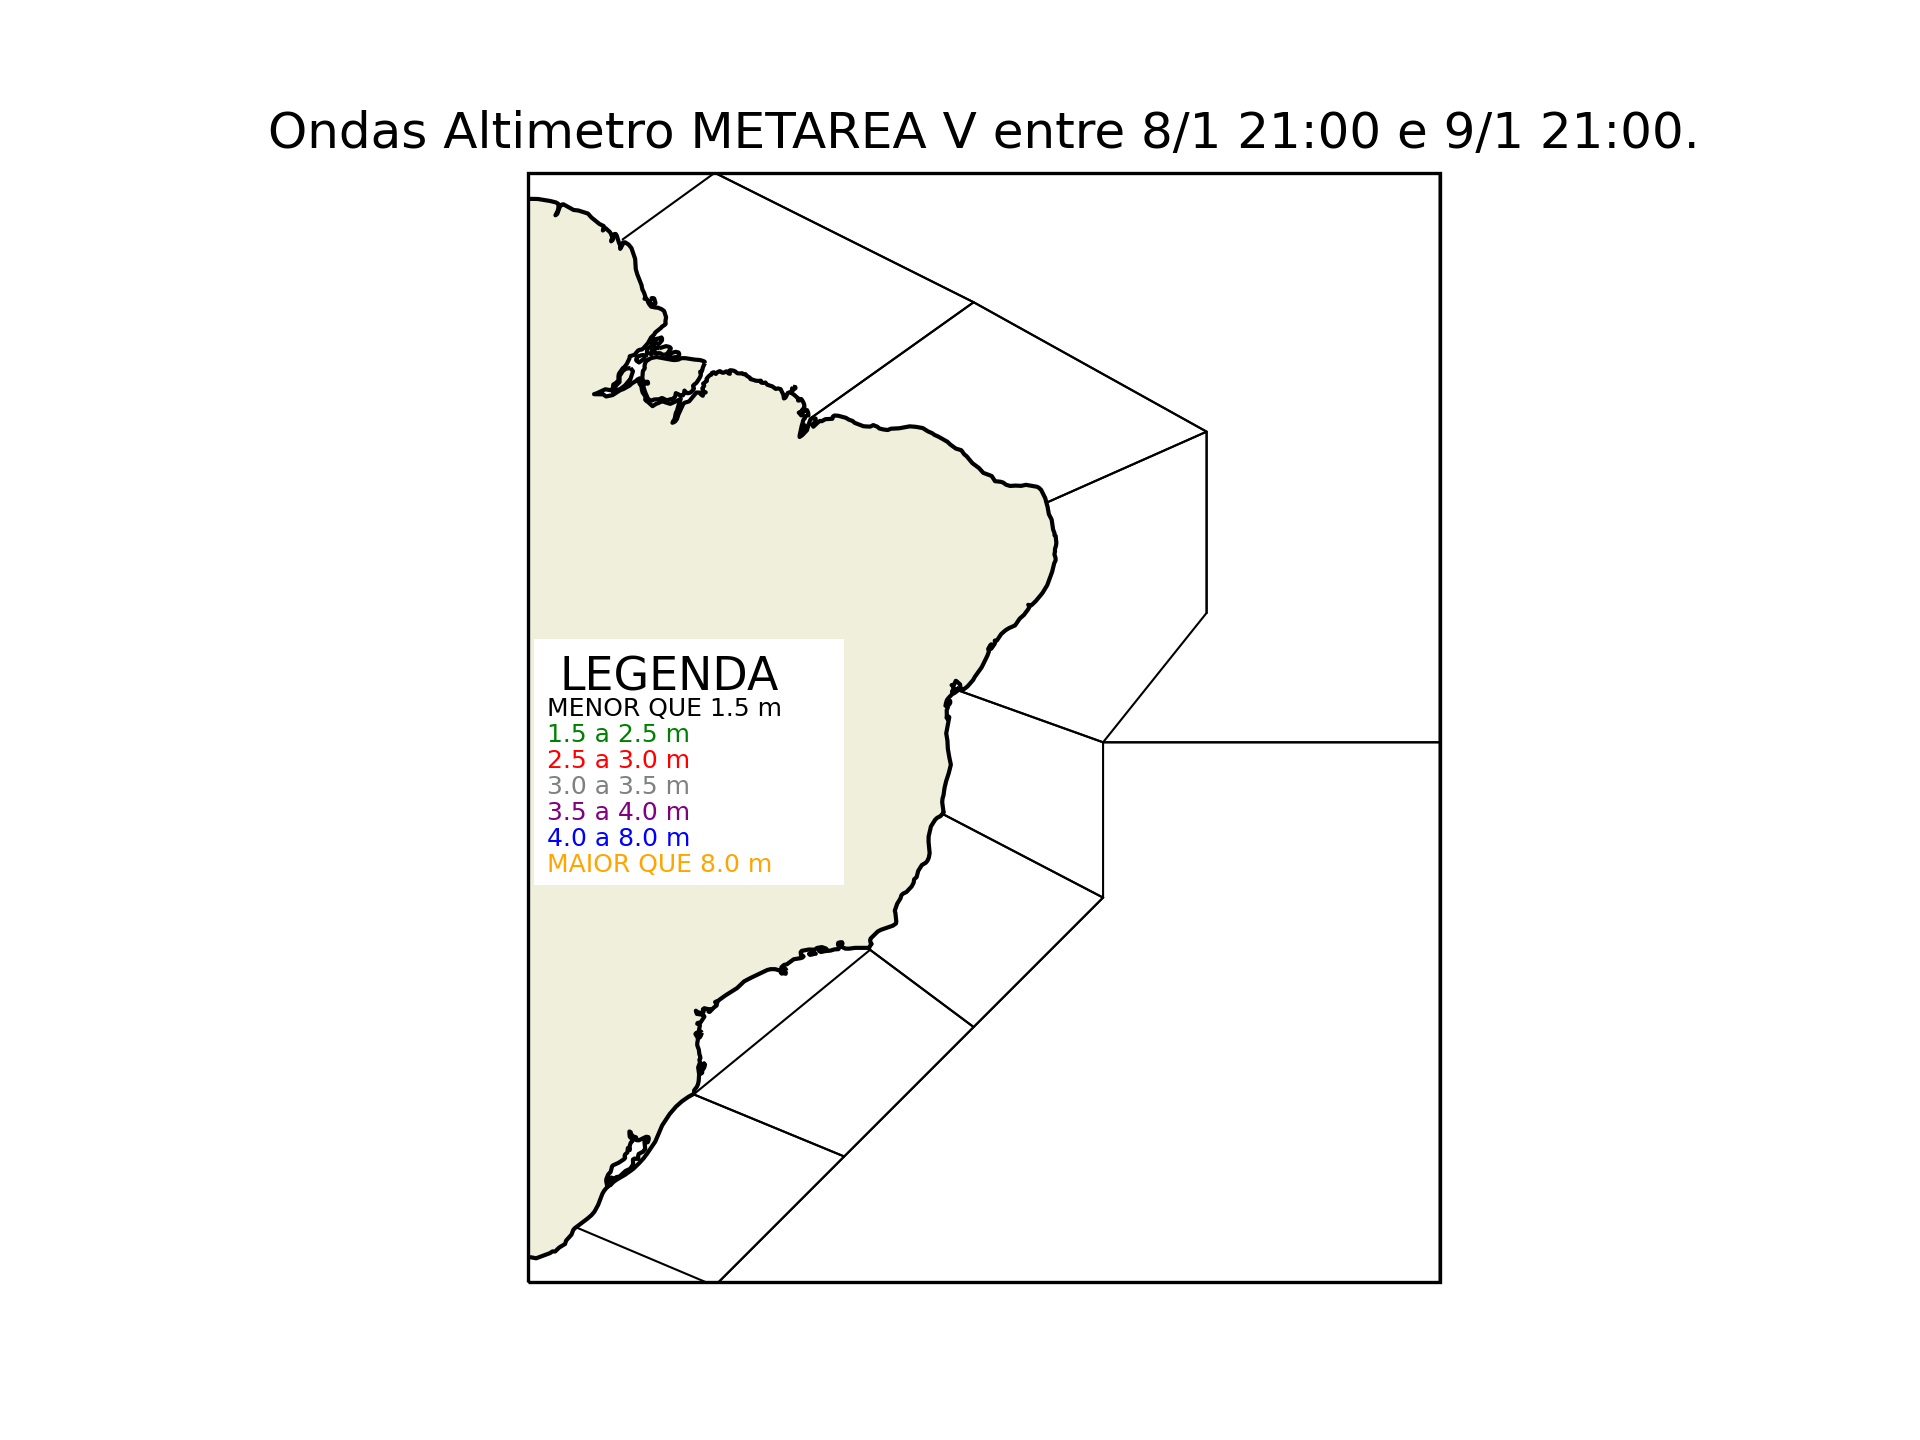 Ondas Altimetro METAREA V entre 8/1 21:00 e 9/1 21:00.
LEGENDA
MENOR QUE 1.5 m
1.5 a 2.5 m
2.5 a 3.0 m
3.0 a 3.5 m
3.5 a 4.0 m
4.0 a 8.0 m
MAIOR QUE 8.0 m